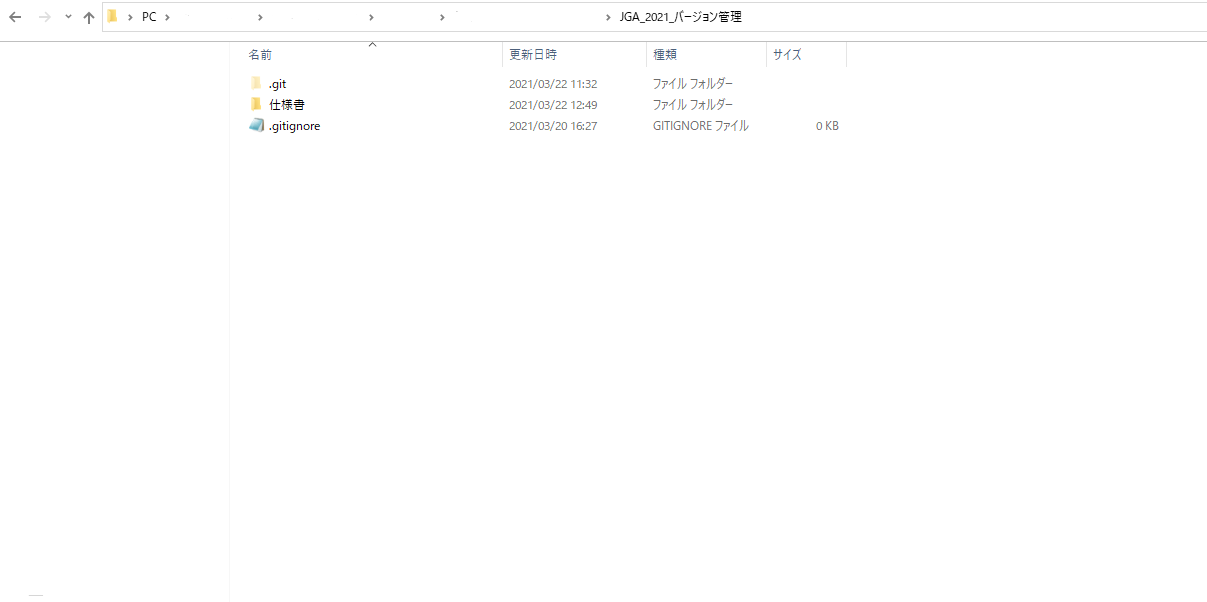 PC JGA_2021_バージョン管理
名前 更新日時 種類 サイズ
.git 2021/03/22 11:32 ファイル フォルダー
仕様書 2021/03/22 12:49 ファイル フォルダー
.gitignore 2021/03/20 16:27 GITIGNORE ファイル 0 KB